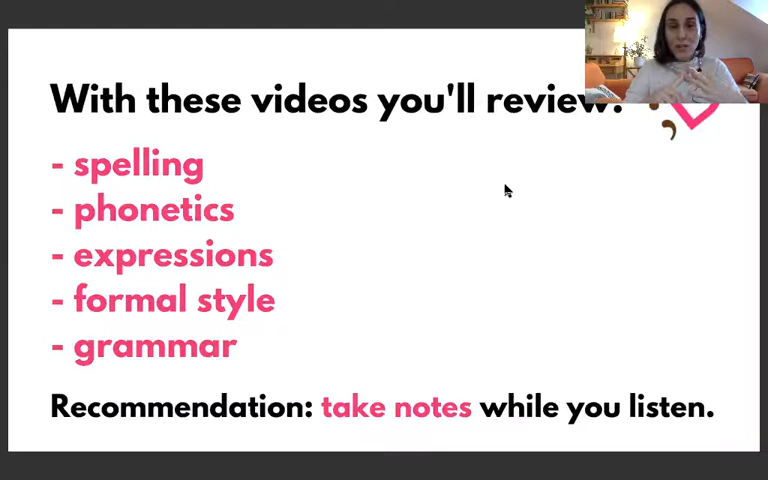 With these videos you'll review:
- spelling
- phonetics
- expressions
- formal style
- grammar
Recommendation: take notes while you listen.